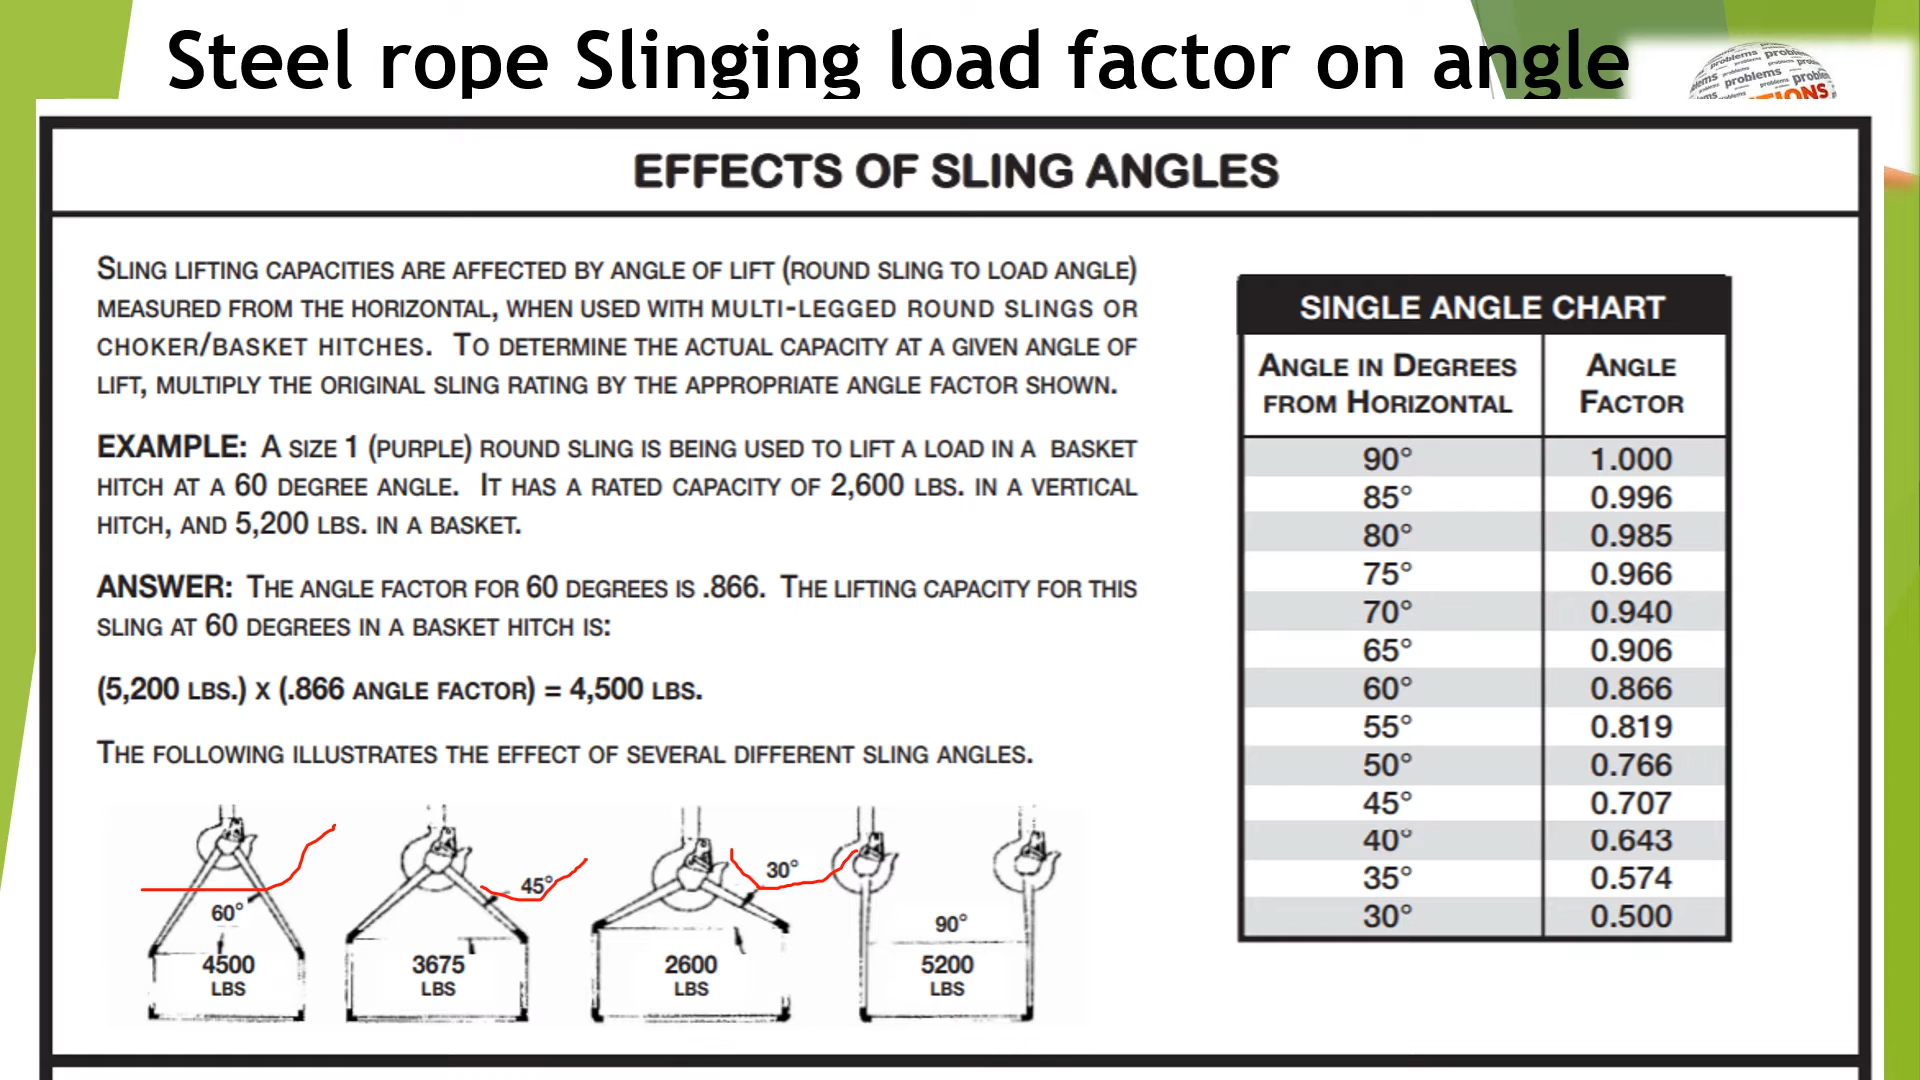 Steel rope Slinging load factor on angle
problems
problems
problems
IONS
EFFECTS OF SLING ANGLES
SLING LIFTING CAPACITIES ARE AFFECTED BY ANGLE OF LIFT (ROUND SLING TO LOAD ANGLE)
MEASURED FROM THE HORIZONTAL, WHEN USED WITH MULTI-LEGGED ROUND SLINGS OR
CHOKER/BASKET HITCHES. TO DETERMINE THE ACTUAL CAPACITY AT A GIVEN ANGLE OF
LIFT, MULTIPLY THE ORIGINAL SLING RATING BY THE APPROPRIATE ANGLE FACTOR SHOWN.
EXAMPLE: A SIZE 1 (PURPLE) ROUND SLING IS BEING USED TO LIFT A LOAD IN A BASKET
HITCH AT A 60 DEGREE ANGLE. IT HAS A RATED CAPACITY OF 2,600 LBS. IN A VERTICAL
HITCH, AND 5,200 LBS. IN A BASKET.
ANSWER: THE ANGLE FACTOR FOR 60 DEGREES IS .866. THE LIFTING CAPACITY FOR THIS
SLING AT 60 DEGREES IN A BASKET HITCH IS:
(5,200 LBS.) X (.866 ANGLE FACTOR) = 4,500 LBS.
THE FOLLOWING ILLUSTRATES THE EFFECT OF SEVERAL DIFFERENT SLING ANGLES.
60°
4500
LBS
45°
3675
LBS
30°
2600
LBS
90°
5200
LBS
SINGLE ANGLE CHART
ANGLE IN DEGREES
FROM HORIZONTAL
ANGLE
FACTOR
90° 1.000
85° 0.996
80° 0.985
75° 0.966
70° 0.940
65° 0.906
60° 0.866
55° 0.819
50° 0.766
45° 0.707
40° 0.643
35° 0.574
30° 0.500